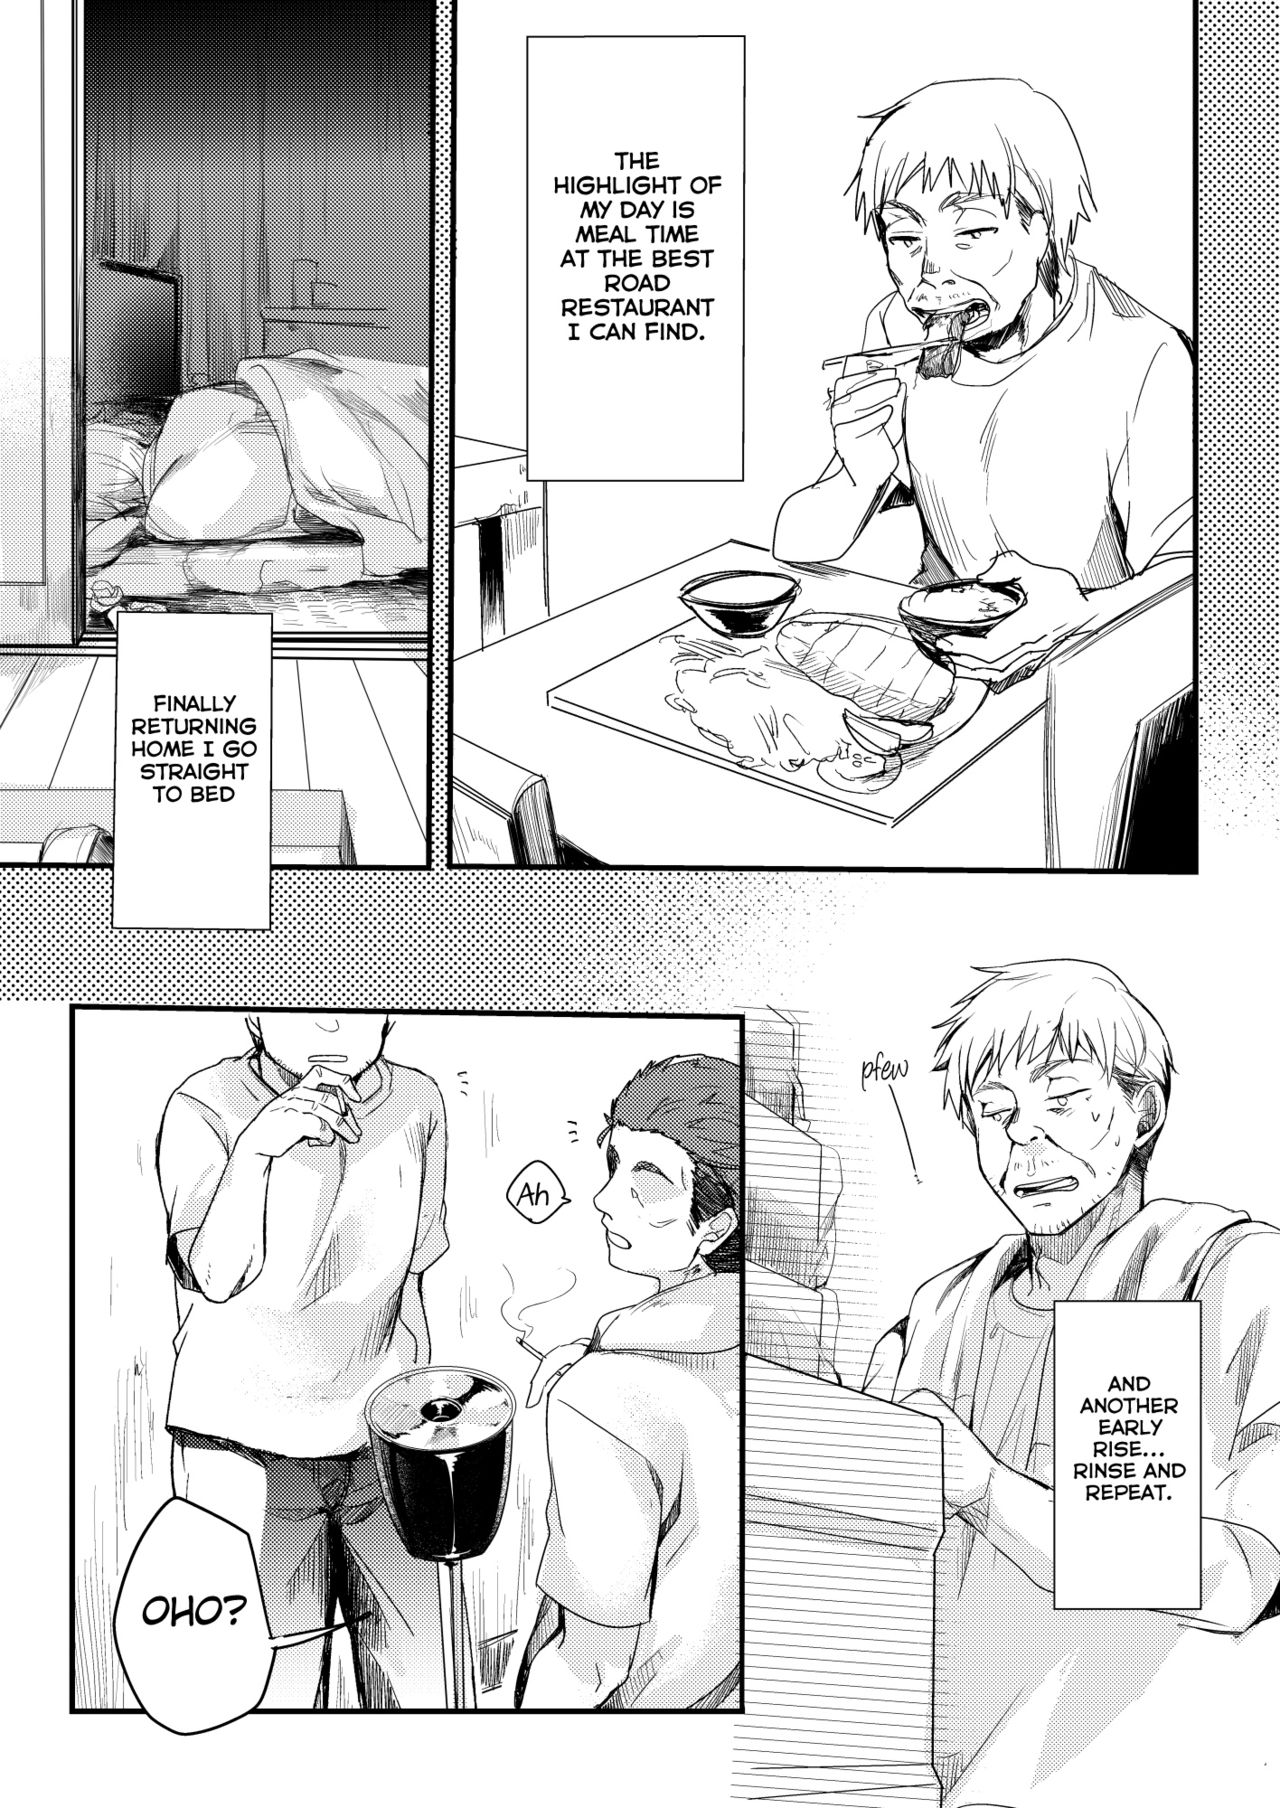 THE
HIGHLIGHT OF
MY DAY IS
MEAL TIME
AT THE BEST
ROAD
RESTAURANT
I CAN FIND.
FINALLY
RETURNING
HOME I GO
STRAIGHT
TO BED
pfew
AND
ANOTHER
EARLY
RISE...
RINSE AND
REPEAT.
Ah
OHO?